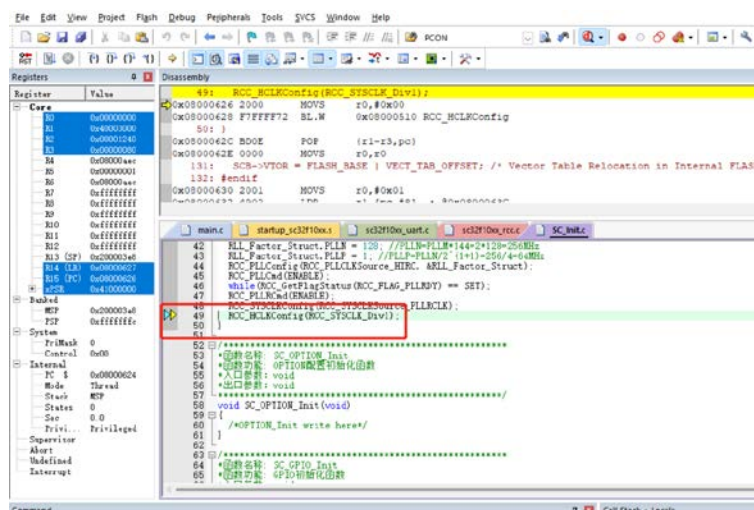 File Edit View Project Flash Debug Peripherals Tools SVCS Window Help
PCON
Registers
Register Value
Core
R0 0x00000000
R1 0x40003000
R2 0x00001240
R3 0x00000080
R4 0x08000aec
R5 0x00000001
R6 0x08000aec
R7 0xffffffff
R8 0xffffffff
R9 0xffffffff
R10 0xffffffff
R11 0xffffffff
R12 0xffffffff
R13 (SP) 0x200003a8
R14 (LR) 0x08000627
R15 (PC) 0x08000626
xPSR 0x41000000
Banked
MSP 0x200003a8
PSP
System
PriMask 0
Control 0x00
Internal
PC $ 0x08000624
Mode Thread
Stack MSP
States 0
Sec 0.0
Privi... Privileged
Supervisor
Abort
Undefined
Interrupt
Disassembly
49: RCC_HCLKConfig(RCC_SYSCLK_Div1);
0x08000626 2000 MOVS r0,#0x00
0x08000628 F7FFFF72 BL.W 0x08000510 RCC_HCLKConfig
50: }
0x0800062C BD0E POP {r1-r3,pc}
0x0800062E 0000 MOVS r0,r0
131: SCB->VTOR = FLASH_BASE | VECT_TAB_OFFSET; /* Vector Table Relocation in Internal FLAS
132: #endif
0x08000630 2001 MOVS r0,#0x01
main.c startup_sc32f10xx.s sc32f10xx_uart.c sc32f10xx_rcc.c SC_Init.c
42 RLL_Factor_Struct.PLLN = 128; //PLLN=PLLM*144=2*128=256MHz
43 RLL_Factor_Struct.PLLP = 1; //PLLP=PLLN/2*(1+1)=256/4=64MHz
44 RCC_PLLConfig(RCC_PLLCLKSource_HIRC, &RLL_Factor_Struct);
45 RCC_PLLCmd(ENABLE);
46 while(RCC_GetFlagStatus(RCC_FLAG_PLLRDY) == SET);
47 RCC_PLLRCmd(ENABLE);
48 RCC_SYSCLKConfig(RCC_SYSCLKSource_PLLRCLK);
49 RCC_HCLKConfig(RCC_SYSCLK_Div1);
50 }
51
52 /*****************************************************
53 *函数名称: SC_OPTION_Init
54 *函数功能: OPTION配置初始化函数
55 *入口参数: void
56 *出口参数: void
57 *****************************************************/
58 void SC_OPTION_Init(void)
59 {
60 /*OPTION_Init write here*/
61 }
62
63 /*****************************************************
64 *函数名称: SC_GPIO_Init
65 *函数功能: GPIO初始化函数